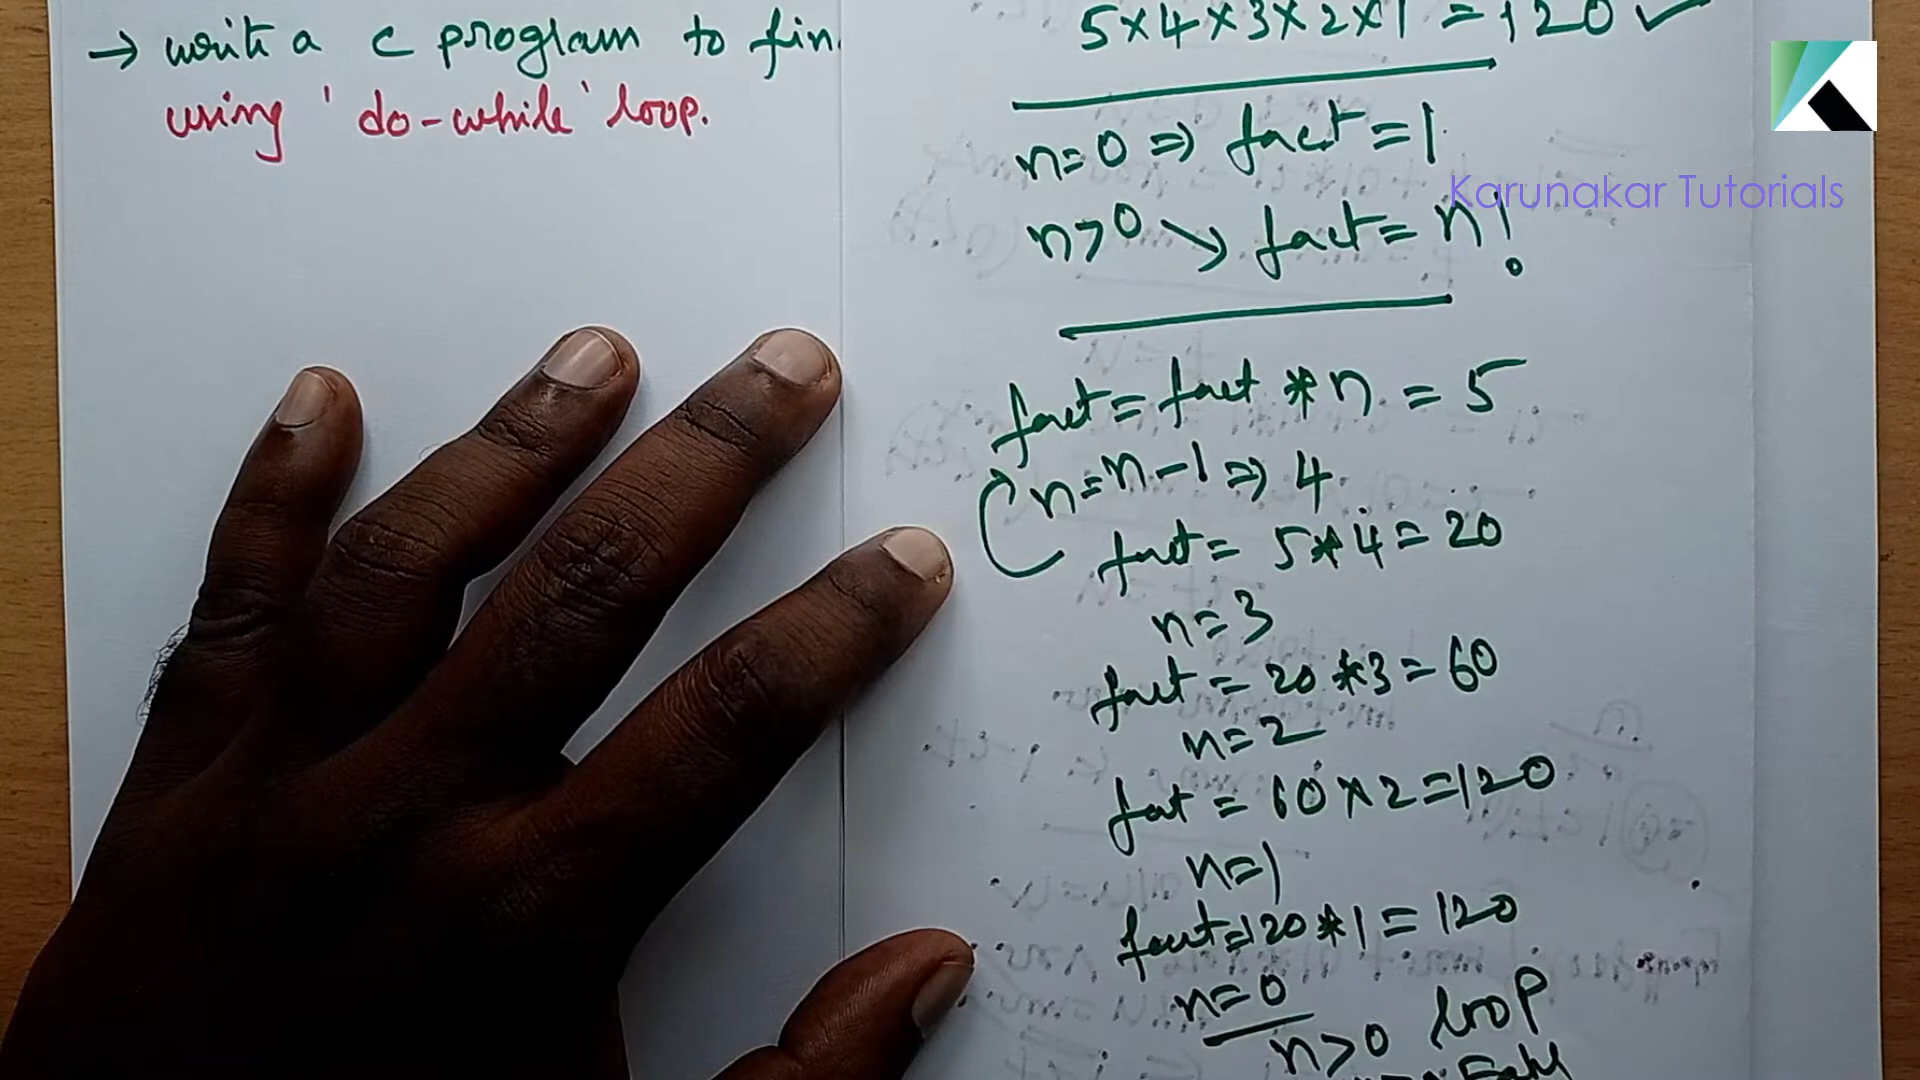 → write a c program to fin
using 'do-while' loop.
5×4×3×2×1 = 120 ✓
n=0 ⇒ fact = 1
Karunakar Tutorials
n>0 ↘ fact = n!
fact = fact * n = 5
n=n-1 ⇒ 4
fact = 5*4 = 20
n=3
fact = 20*3=60
n=2
fat = 60×2=120
n=1
fact=120*1=120
n=0
n>0 loop